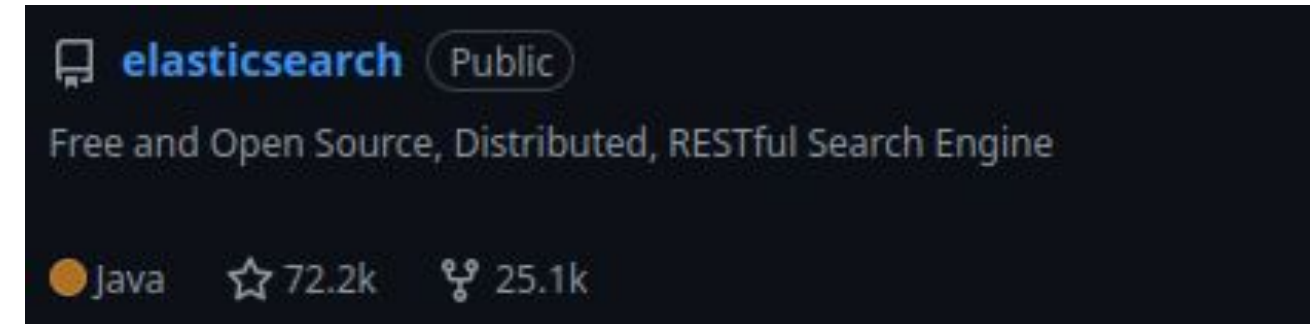 elasticsearch Public
Free and Open Source, Distributed, RESTful Search Engine
Java 72.2k 25.1k